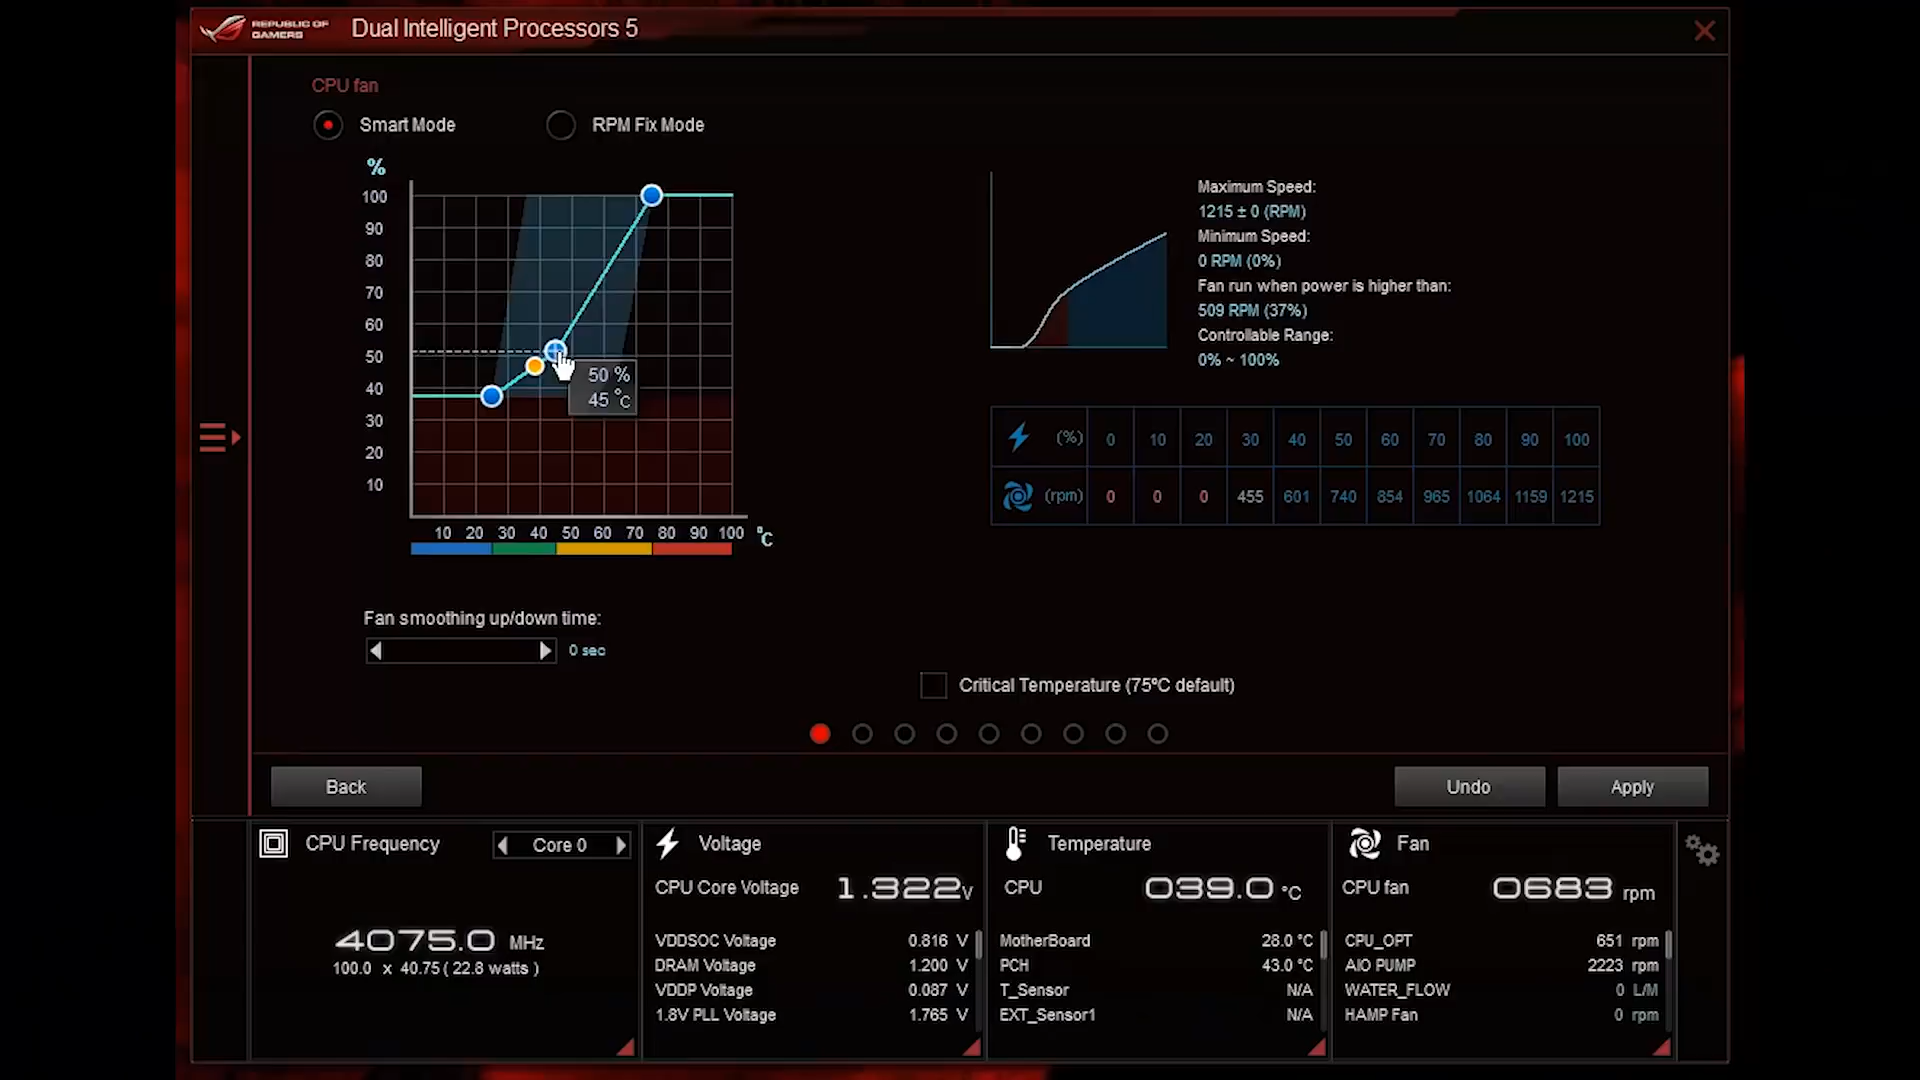 REPUBLIC OF
GAMERS
Dual Intelligent Processors 5
CPU fan
Smart Mode
RPM Fix Mode
%
100
90
80
70
60
50
40
30
20
10
10 20 30 40 50 60 70 80 90 100 °C
50 %
45 °C
Maximum Speed:
1215 ± 0 (RPM)
Minimum Speed:
0 RPM (0%)
Fan run when power is higher than:
509 RPM (37%)
Controllable Range:
0% ~ 100%
(%) 0 10 20 30 40 50 60 70 80 90 100
(rpm) 0 0 0 455 601 740 854 965 1064 1159 1215
Fan smoothing up/down time:
0 sec
Critical Temperature (75°C default)
Back
Undo
Apply
CPU Frequency
Core 0
4075.0 MHz
100.0 x 40.75 ( 22.8 watts )
Voltage
CPU Core Voltage 1.322 V
VDDSOC Voltage 0.816 V
DRAM Voltage 1.200 V
VDDP Voltage 0.087 V
1.8V PLL Voltage 1.765 V
Temperature
CPU 039.0 °C
MotherBoard 28.0 °C
PCH 43.0 °C
T_Sensor N/A
EXT_Sensor1 N/A
Fan
CPU fan 0683 rpm
CPU_OPT 651 rpm
AIO PUMP 2223 rpm
WATER_FLOW 0 L/M
HAMP Fan 0 rpm